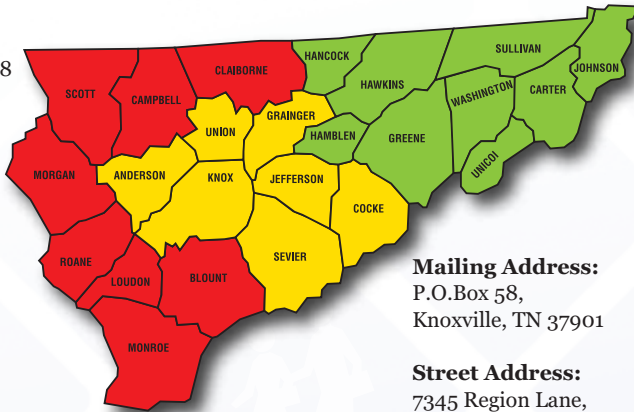 8
HANCOCK
SULLIVAN
JOHNSON
CLAIBORNE
HAWKINS
SCOTT
CAMPBELL
WASHINGTON
CARTER
GRAINGER
UNION
HAMBLEN
GREENE
UNICOI
MORGAN
ANDERSON
KNOX
JEFFERSON
COCKE
SEVIER
ROANE
LOUDON
BLOUNT
MONROE
Mailing Address:
P.O.Box 58,
Knoxville, TN 37901
Street Address:
7345 Region Lane,